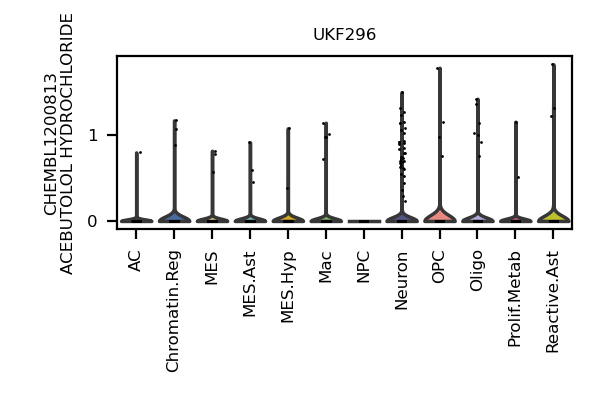 UKF296
CHEMBL1200813
ACEBUTOLOL HYDROCHLORIDE
1
0
AC
Chromatin.Reg
MES
MES.Ast
MES.Hyp
Mac
NPC
Neuron
OPC
Oligo
Prolif.Metab
Reactive.Ast